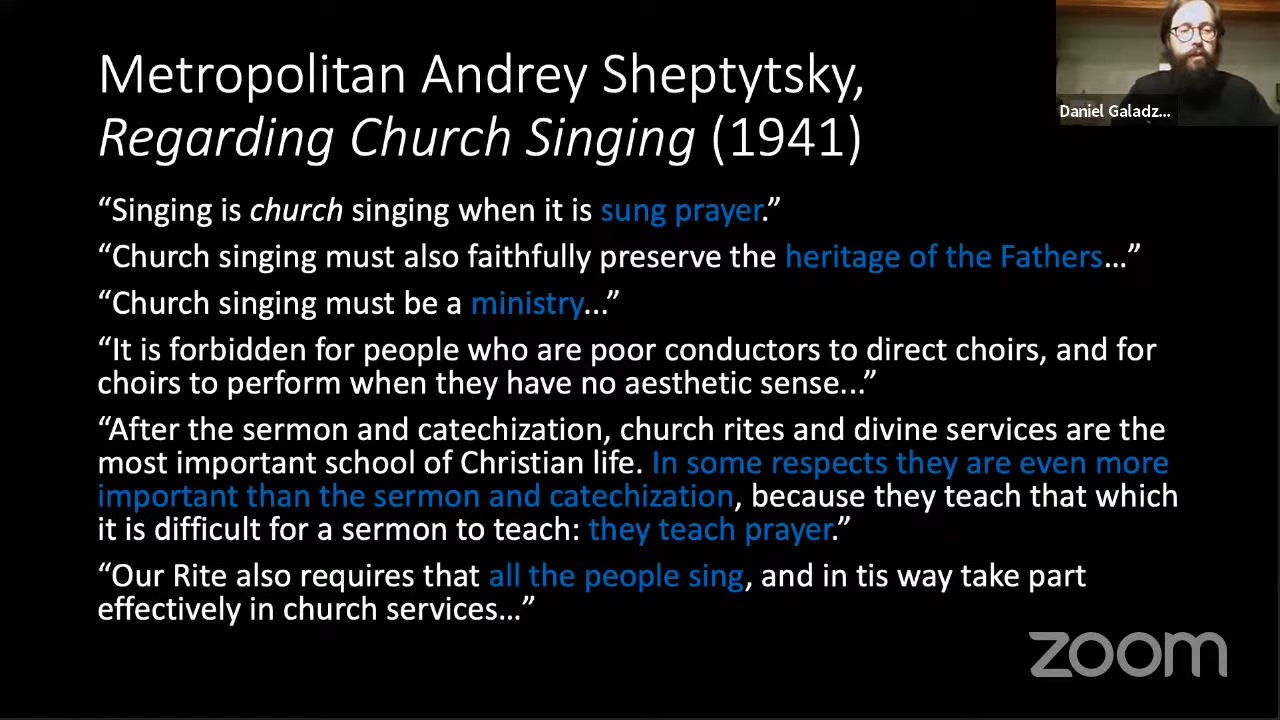 Metropolitan Andrey Sheptytsky,
Regarding Church Singing (1941)
Daniel Galadz...
“Singing is church singing when it is sung prayer.”
“Church singing must also faithfully preserve the heritage of the Fathers…”
“Church singing must be a ministry...”
“It is forbidden for people who are poor conductors to direct choirs, and for
choirs to perform when they have no aesthetic sense...”
“After the sermon and catechization, church rites and divine services are the
most important school of Christian life. In some respects they are even more
important than the sermon and catechization, because they teach that which
it is difficult for a sermon to teach: they teach prayer.”
“Our Rite also requires that all the people sing, and in tis way take part
effectively in church services…”
zoom